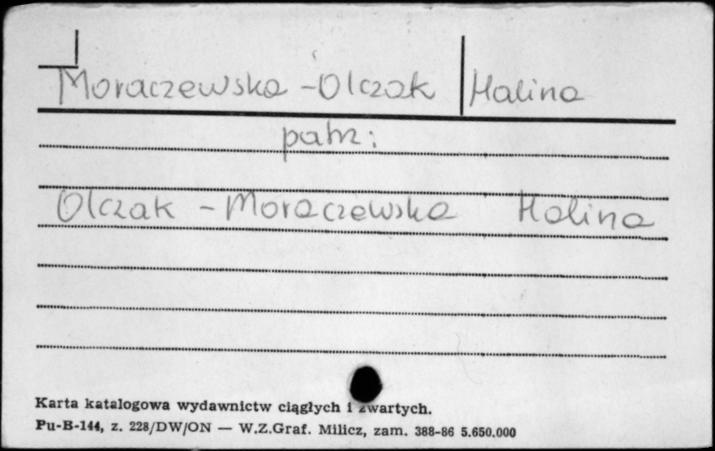 Moraczewska - Olczak Halina
patrz:
Olczak - Moraczewska Halina
Karta katalogowa wydawnictw ciągłych i zwartych.
Pu-B-144, z. 228/DW/ON — W.Z.Graf. Milicz, zam. 388-86 5.650.000